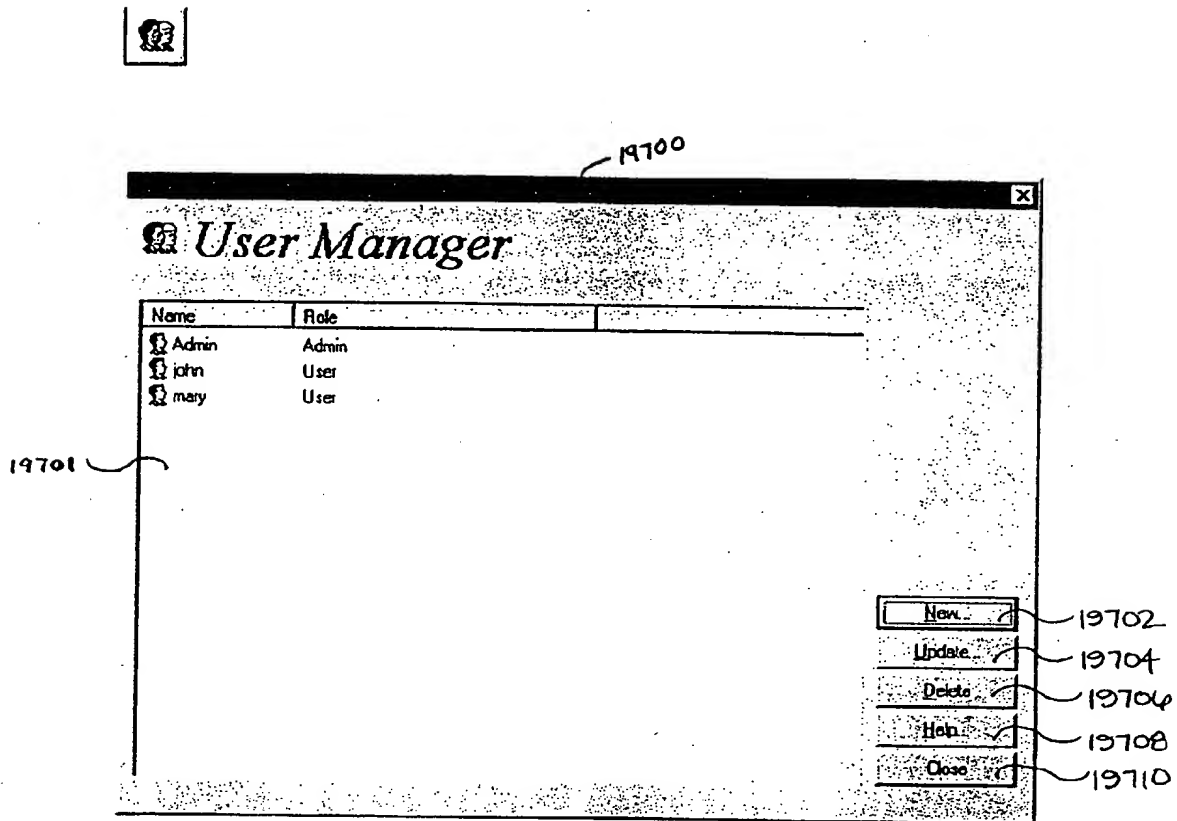 19700
User Manager
Name Role
Admin Admin
john User
mary User
19701
New... 19702
Update... 19704
Delete 19706
Help... 19708
Close 19710